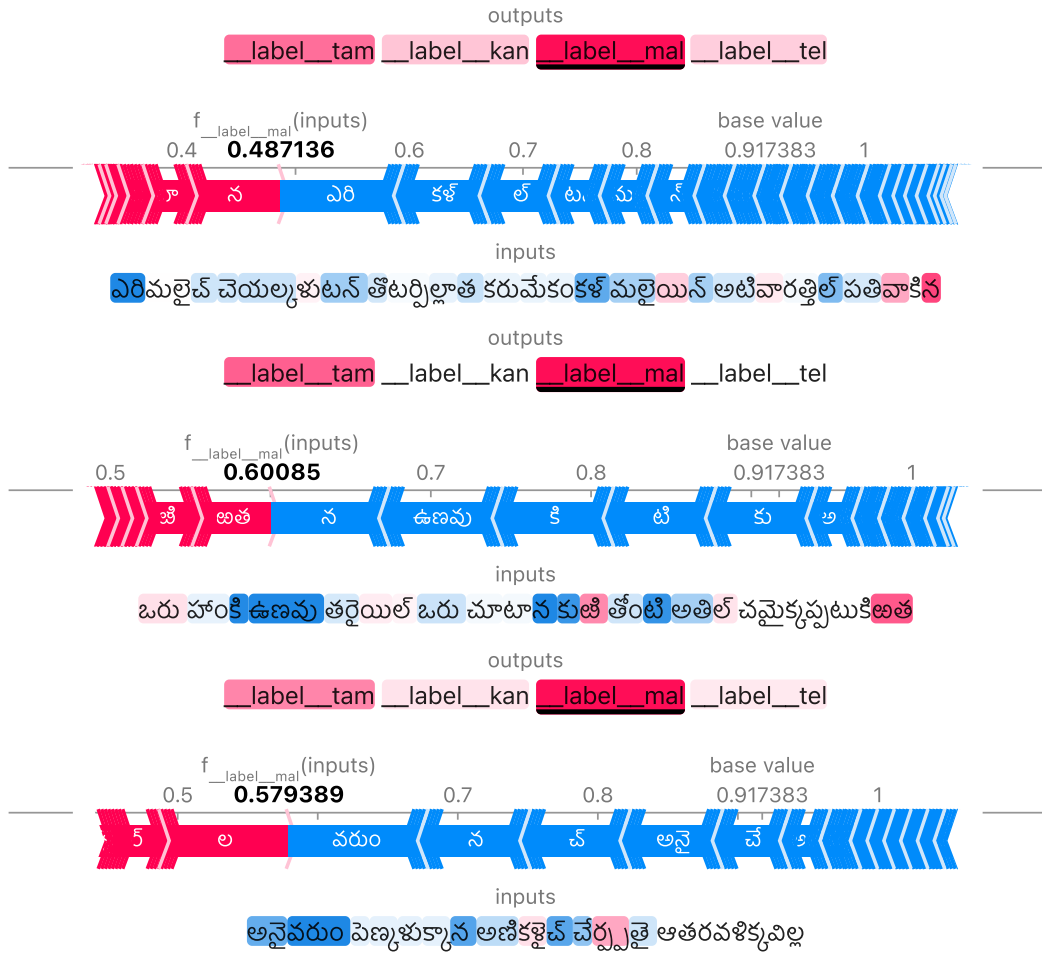 outputs
__label__tam __label__kan __label__mal __label__tel
f__label__mal(inputs) base value
0.4 0.487136 0.6 0.7 0.8 0.917383 1
న ఎరి కళ్ ల్
inputs
ఎరిమలైచ్ చెయల్కళుటన్ తొటర్పిల్లాత కరుమేకంకళ్ మలైయిన్ అటివారత్తిల్ పతివాకిన
outputs
__label__tam __label__kan __label__mal __label__tel
f__label__mal(inputs) base value
0.5 0.60085 0.7 0.8 0.917383 1
ఱి ఱత న ఉణవు కి టి కు అ
inputs
ఒరు హాంకి ఉణవు తరైయిల్ ఒరు చూటాన కుఱి తోంటి అతిల్ చమైక్కప్పటుకిఱత
outputs
__label__tam __label__kan __label__mal __label__tel
f__label__mal(inputs) base value
0.5 0.579389 0.7 0.8 0.917383 1
ల వరుం న చ్ అనై చే
inputs
అనైవరుం పెణ్కళుక్కాన అణికళైచ్ చేర్ప్పతై ఆతరవళిక్కవిల్ల